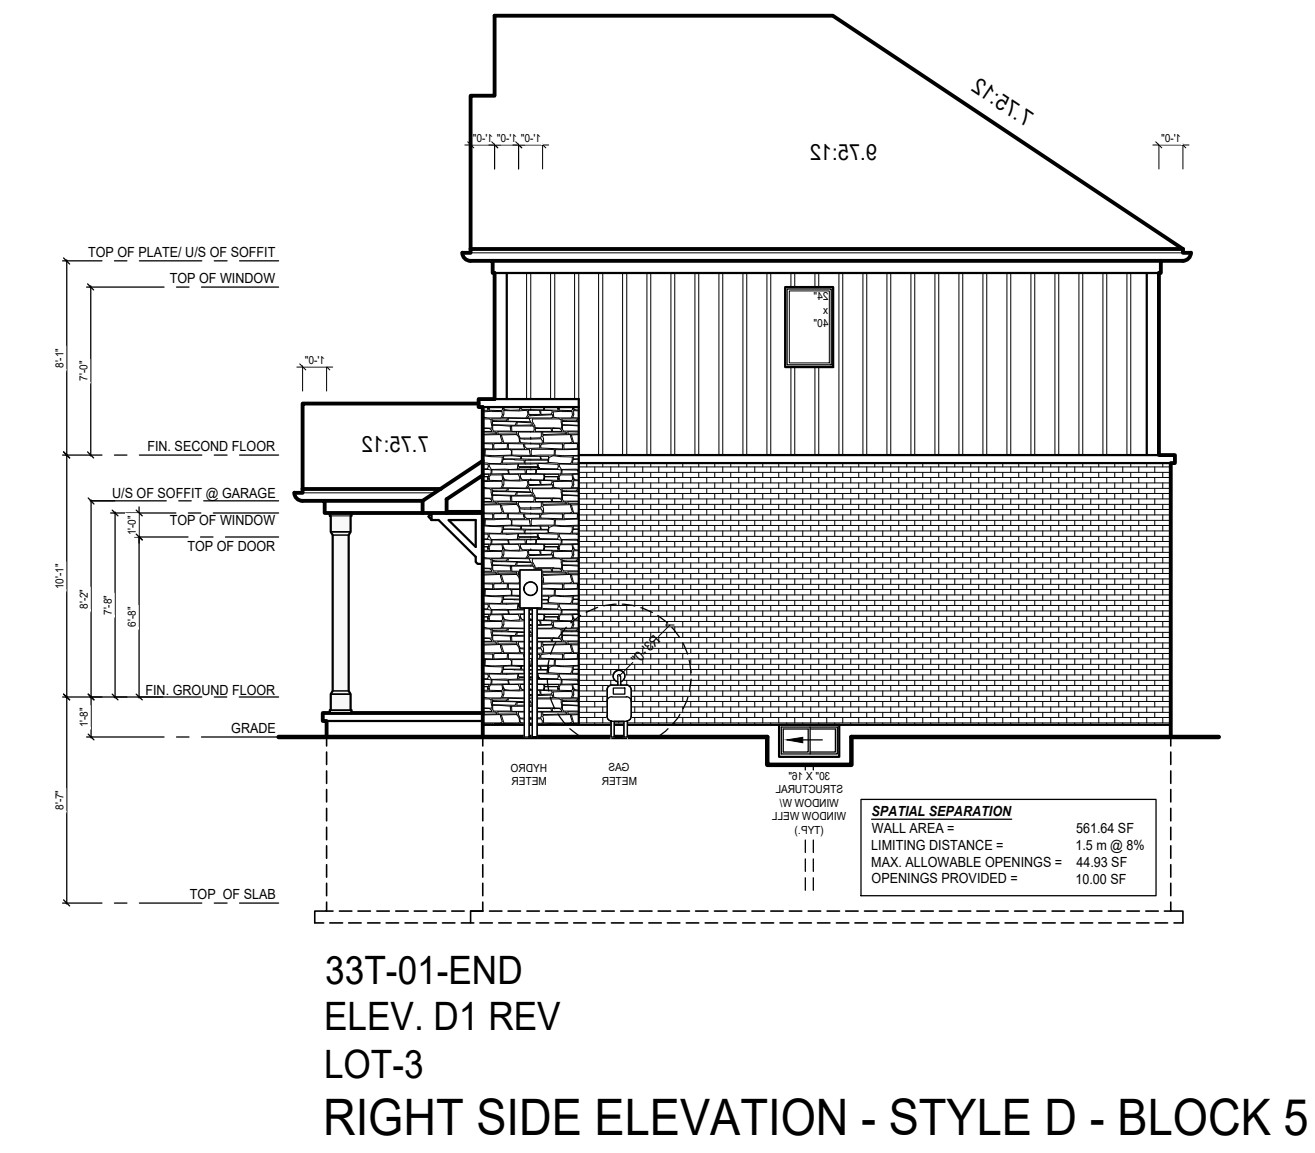 7.75:12
9.75:12
1'-0" 1'-0" 1'-0"
1'-0"
TOP OF PLATE/ U/S OF SOFFIT
TOP OF WINDOW
24"
x
40"
8'-1"
7'-0"
1'-0"
7.75:12
FIN. SECOND FLOOR
U/S OF SOFFIT @ GARAGE
TOP OF WINDOW
1'-0"
TOP OF DOOR
10'-1"
8'-2"
7'-8"
6'-8"
R3'-0"
FIN. GROUND FLOOR
1'-8"
GRADE
HYDRO
METER
GAS
METER
30" X 16"
STRUCTURAL
WINDOW W/
WINDOW WELL
(TYP.)
8'-7"
SPATIAL SEPARATION
WALL AREA = 561.64 SF
LIMITING DISTANCE = 1.5 m @ 8%
MAX. ALLOWABLE OPENINGS = 44.93 SF
OPENINGS PROVIDED = 10.00 SF
TOP OF SLAB
33T-01-END
ELEV. D1 REV
LOT-3
RIGHT SIDE ELEVATION - STYLE D - BLOCK 5